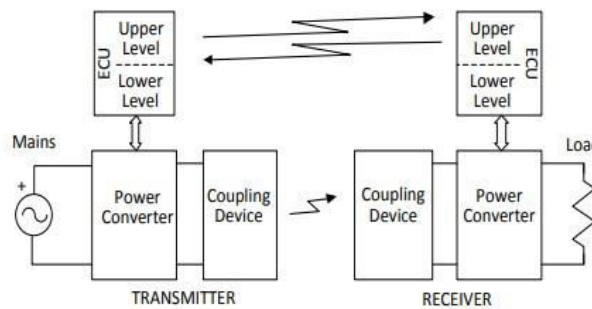 ECU
Upper
Level
Lower
Level
Upper
Level
Lower
Level
ECU
Mains
+
Power
Converter
Coupling
Device
Coupling
Device
Power
Converter
Load
TRANSMITTER
RECEIVER